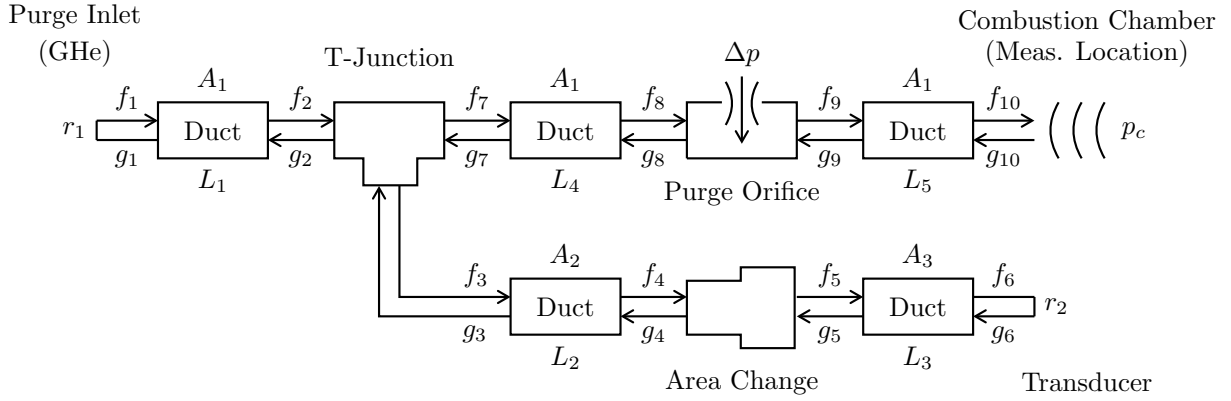 Purge Inlet
(GHe)
T-Junction
Δp
Combustion Chamber
(Meas. Location)
r₁
f₁
g₁
A₁
Duct
L₁
f₂
g₂
f₇
g₇
A₁
Duct
L₄
f₈
g₈
Purge Orifice
f₉
g₉
A₁
Duct
L₅
f₁₀
g₁₀
p_c
f₃
g₃
A₂
Duct
L₂
f₄
g₄
Area Change
f₅
g₅
A₃
Duct
L₃
f₆
g₆
r₂
Transducer